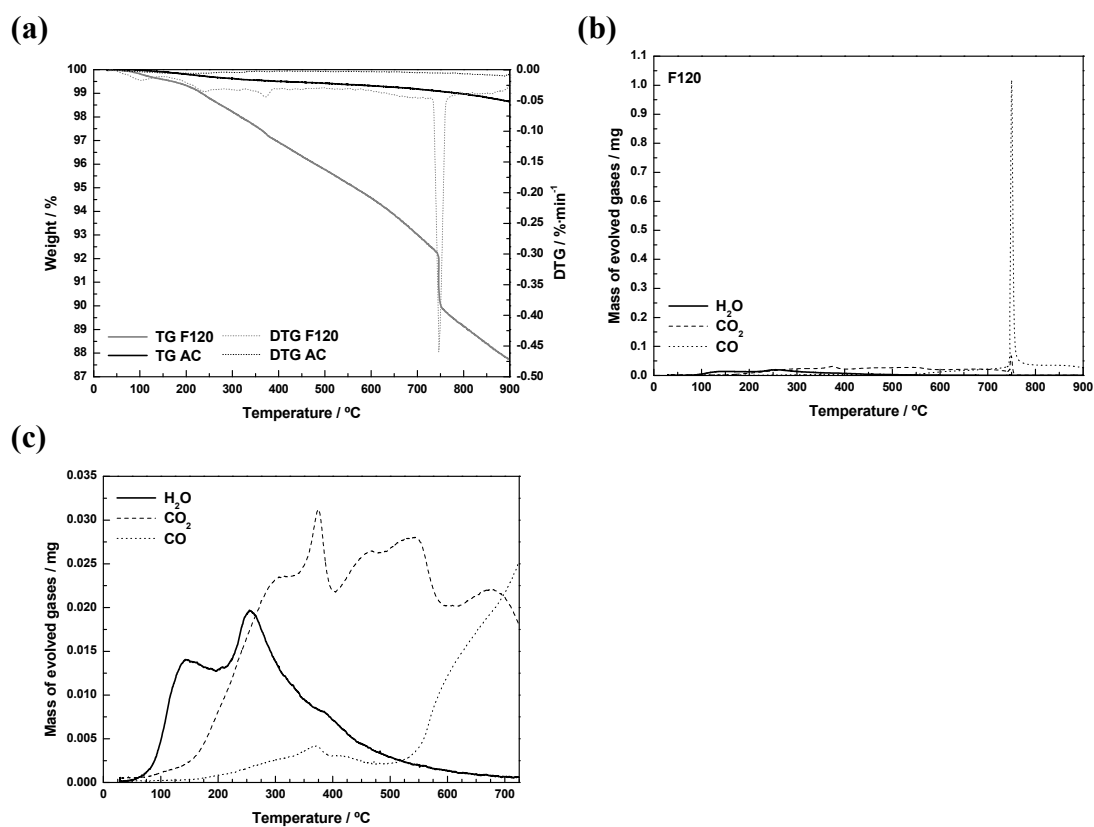 (a)
100
99
98
97
96
95
94
93
92
91
90
89
88
87
Weight / %
0.00
-0.05
-0.10
-0.15
-0.20
-0.25
-0.30
-0.35
-0.40
-0.45
-0.50
DTG / %·min⁻¹
TG F120
TG AC
DTG F120
DTG AC
0 100 200 300 400 500 600 700 800 900
Temperature / ºC
(b)
F120
1.1
1.0
0.9
0.8
0.7
0.6
0.5
0.4
0.3
0.2
0.1
0.0
Mass of evolved gases / mg
H₂O
CO₂
CO
0 100 200 300 400 500 600 700 800 900
Temperature / ºC
(c)
0.035
0.030
0.025
0.020
0.015
0.010
0.005
0.000
Mass of evolved gases / mg
H₂O
CO₂
CO
0 100 200 300 400 500 600 700
Temperature / ºC